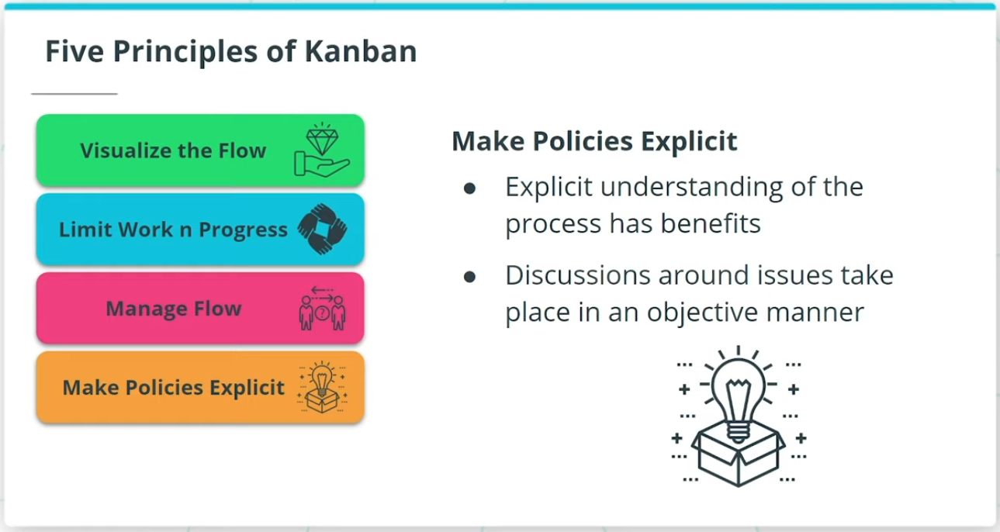 Five Principles of Kanban
Visualize the Flow
Limit Work n Progress
Manage Flow
?
Make Policies Explicit
Make Policies Explicit
● Explicit understanding of the
process has benefits
● Discussions around issues take
place in an objective manner